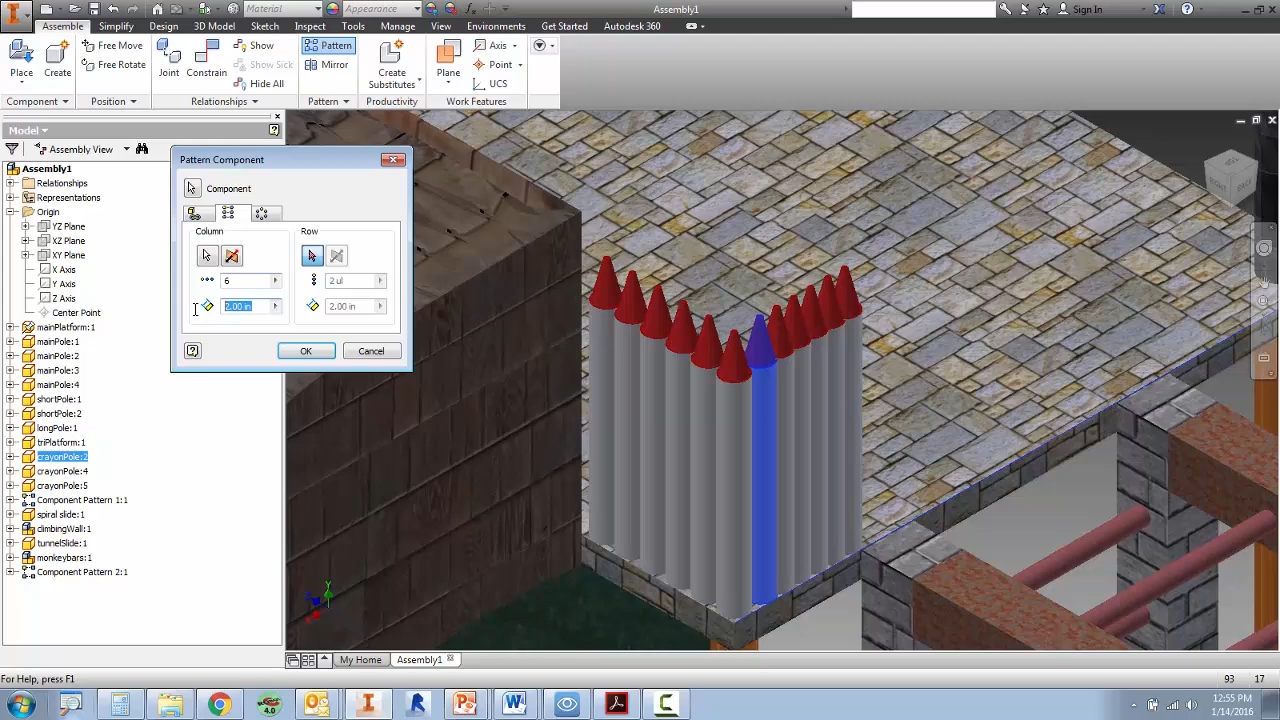 Material
Appearance
fx
Assembly1
Sign In
Assemble Simplify Design 3D Model Sketch Inspect Tools Manage View Environments Get Started Autodesk 360
Place
Create
Free Move
Free Rotate
Joint
Constrain
Show
Show Sick
Hide All
Pattern
Mirror
Create
Substitutes
Plane
Axis
Point
UCS
Component
Position
Relationships
Pattern
Productivity
Work Features
Model
Assembly View
Assembly1
Relationships
Representations
Origin
YZ Plane
XZ Plane
XY Plane
X Axis
Y Axis
Z Axis
Center Point
mainPlatform:1
mainPole:1
mainPole:2
mainPole:3
mainPole:4
shortPole:1
shortPole:2
longPole:1
triPlatform:1
crayonPole:2
crayonPole:4
crayonPole:5
Component Pattern 1:1
spiral slide:1
climbingWall:1
tunnelSlide:1
monkeybars:1
Component Pattern 2:1
Pattern Component
Component
Column
Row
6
2 ul
2.00 in
2.00 in
OK
Cancel
Y
My Home
Assembly1
For Help, press F1
93
17
4.0
12:55 PM
1/14/2016